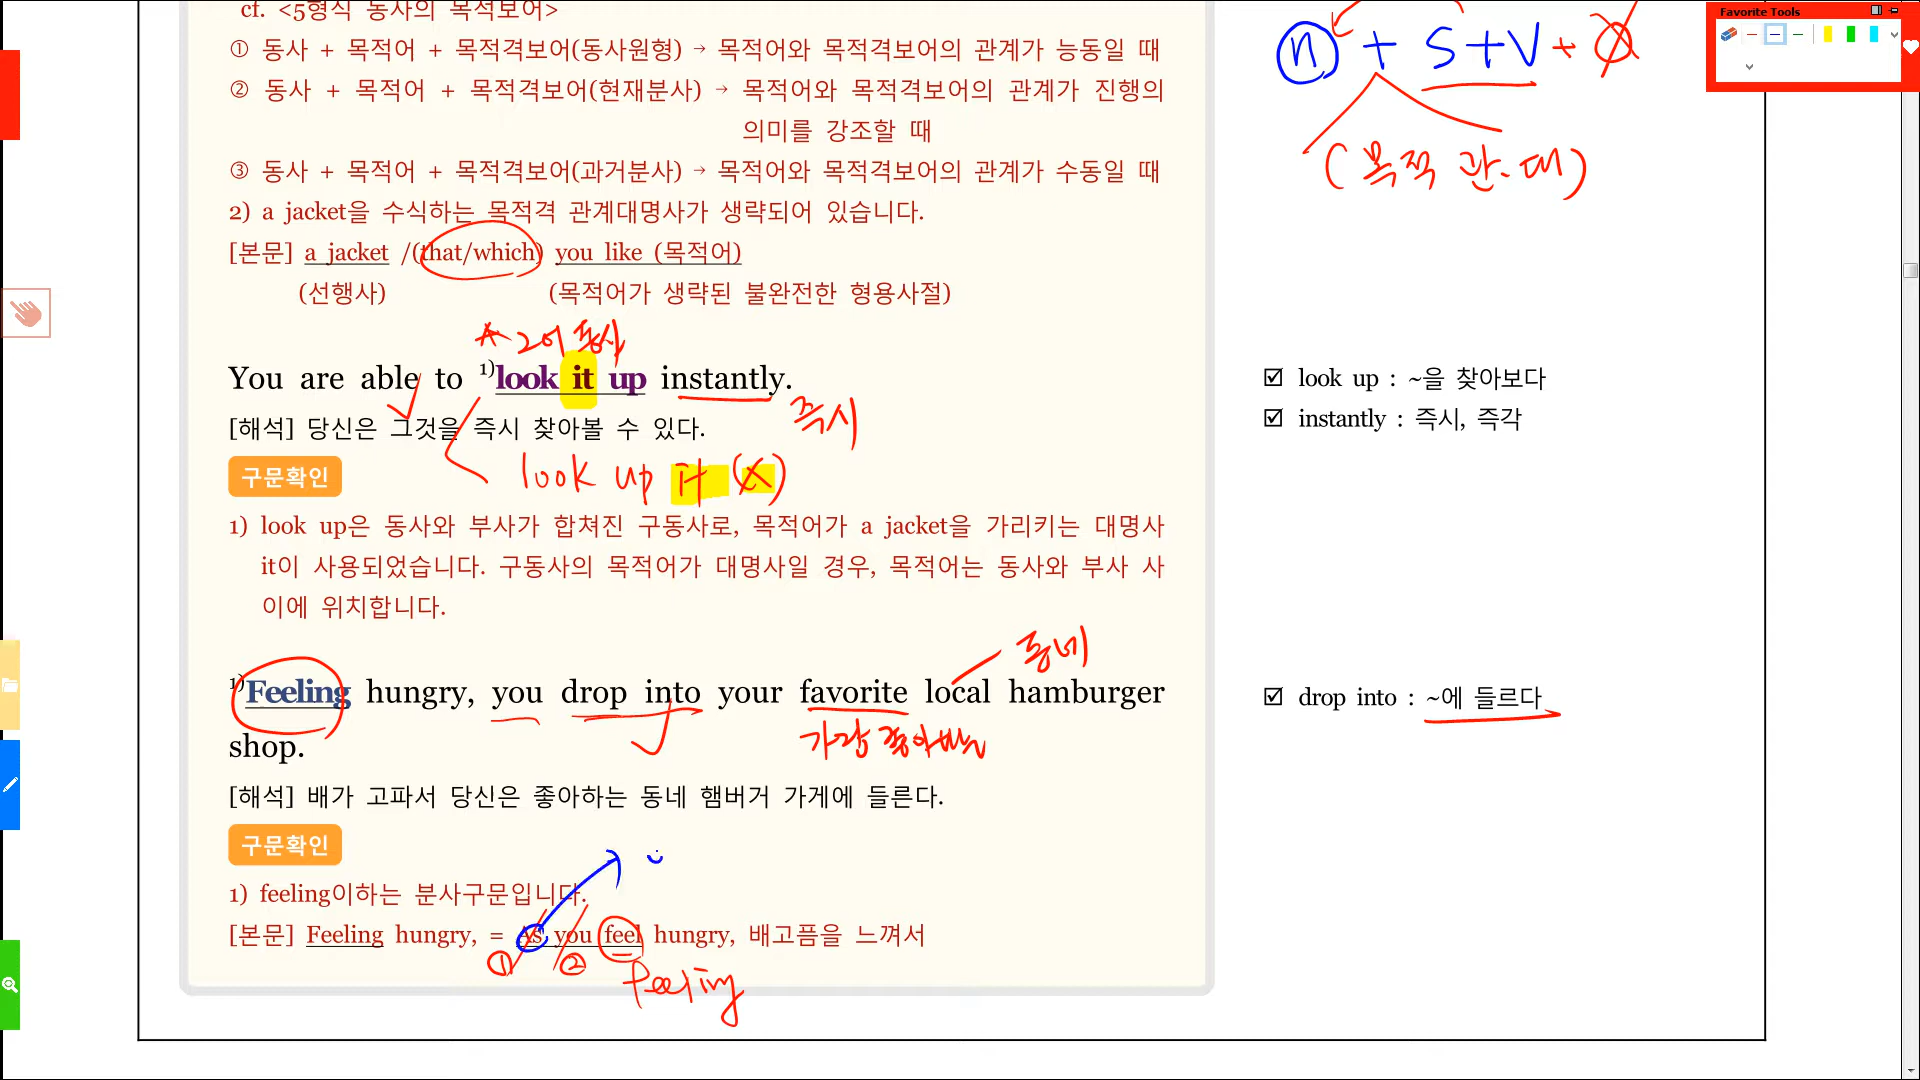 cf. <5형식 동사의 목적보어>
① 동사 + 목적어 + 목적격보어(동사원형) → 목적어와 목적격보어의 관계가 능동일 때
② 동사 + 목적어 + 목적격보어(현재분사) → 목적어와 목적격보어의 관계가 진행의
의미를 강조할 때
③ 동사 + 목적어 + 목적격보어(과거분사) → 목적어와 목적격보어의 관계가 수동일 때
2) a jacket을 수식하는 목적격 관계대명사가 생략되어 있습니다.
[본문] a jacket /(that/which) you like (목적어)
(선행사) (목적어가 생략된 불완전한 형용사절)
* 2어 동사
You are able to 1)look it up instantly.
즉시
[해석] 당신은 그것을 즉시 찾아볼 수 있다.
look up it (X)
구문확인
1) look up은 동사와 부사가 합쳐진 구동사로, 목적어가 a jacket을 가리키는 대명사
it이 사용되었습니다. 구동사의 목적어가 대명사일 경우, 목적어는 동사와 부사 사
이에 위치합니다.
동네
1)Feeling hungry, you drop into your favorite local hamburger
shop.
가장 좋아하는
[해석] 배가 고파서 당신은 좋아하는 동네 햄버거 가게에 들른다.
구문확인
1) feeling이하는 분사구문입니다.
[본문] Feeling hungry, = As you feel hungry, 배고픔을 느껴서
① ② feeling
n + S+V + O
(목적 관.대)
☑ look up : ~을 찾아보다
☑ instantly : 즉시, 즉각
☑ drop into : ~에 들르다
Favorite Tools